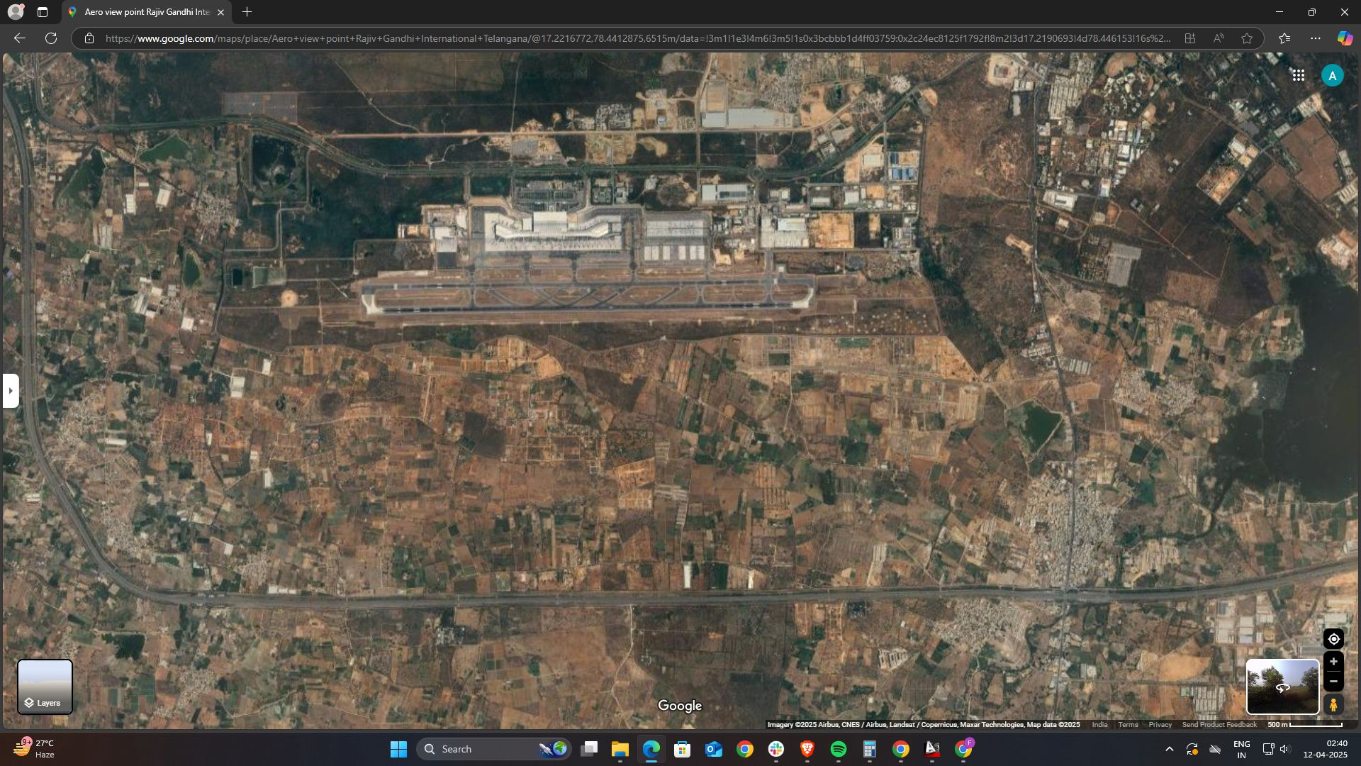 Aero view point Rajiv Gandhi Inte
https://www.google.com/maps/place/Aero+view+point+Rajiv+Gandhi+International+Telangana/@17.2216772,78.4412875,6515m/data=!3m1!1e3!4m6!3m5!1s0x3bcbbb1d4ff03759:0x2c24ec8125f1792f!8m2!3d17.2190693!4d78.446153!16s%2...
A
Layers
Google
Imagery ©2025 Airbus, CNES / Airbus, Landsat / Copernicus, Maxar Technologies, Map data ©2025 India Terms Privacy Send Product Feedback 500 m
27°C
Haze
Search
F
ENG
IN
02:40
12-04-2025